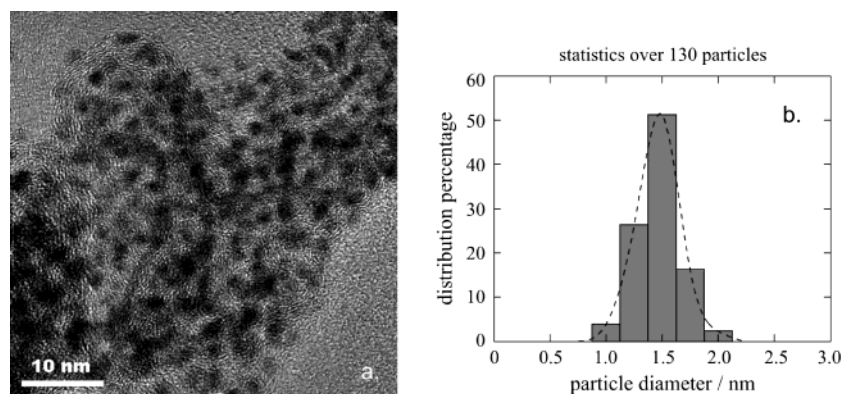 10 nm
a.
statistics over 130 particles
b.
distribution percentage
60
50
40
30
20
10
0
0 0.5 1.0 1.5 2.0 2.5 3.0
particle diameter / nm